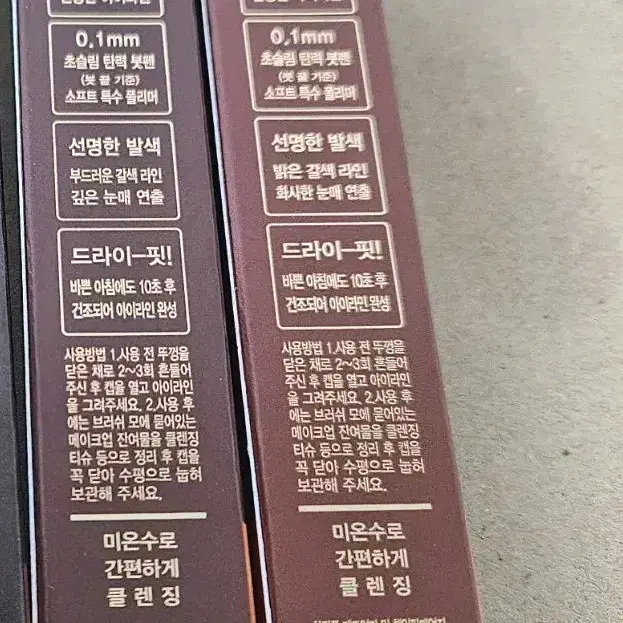 0.1mm
초슬림 탄력 붓펜
(붓 끝 기준)
소프트 특수 폴리머
선명한 발색
부드러운 갈색 라인
깊은 눈매 연출
드라이-핏!
바쁜 아침에도 10초 후
건조되어 아이라인 완성
사용방법 1.사용 전 뚜껑을
닫은 채로 2~3회 흔들어
주신 후 캡을 열고 아이라인
을 그려주세요. 2.사용 후
에는 브러쉬 모에 묻어있는
메이크업 잔여물을 클렌징
티슈 등으로 정리 후 캡을
꼭 닫아 수평으로 눕혀
보관해 주세요.
미온수로
간편하게
클렌징
0.1mm
초슬림 탄력 붓펜
(붓 끝 기준)
소프트 특수 폴리머
선명한 발색
밝은 갈색 라인
화사한 눈매 연출
드라이-핏!
바쁜 아침에도 10초 후
건조되어 아이라인 완성
사용방법 1.사용 전 뚜껑을
닫은 채로 2~3회 흔들어
주신 후 캡을 열고 아이라인
을 그려주세요. 2.사용 후
에는 브러쉬 모에 묻어있는
메이크업 잔여물을 클렌징
티슈 등으로 정리 후 캡을
꼭 닫아 수평으로 눕혀
보관해 주세요.
미온수로
간편하게
클렌징